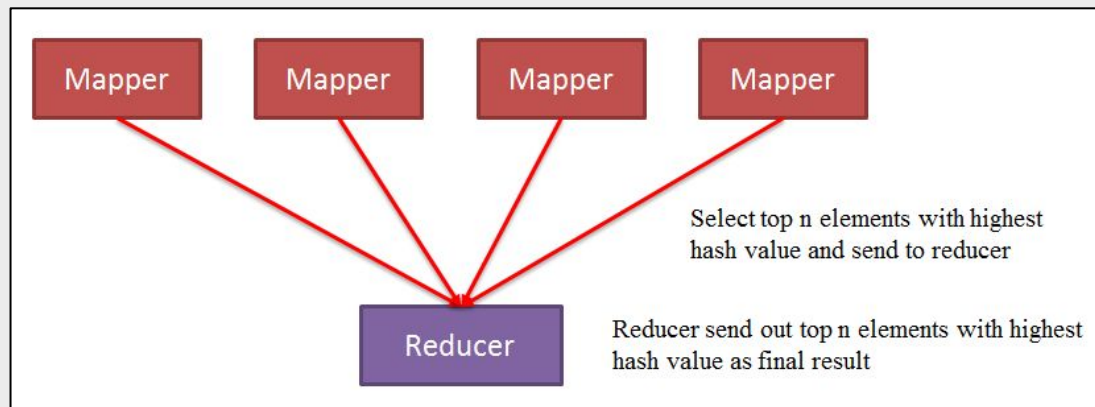 Mapper
Mapper
Mapper
Mapper
Select top n elements with highest
hash value and send to reducer
Reducer
Reducer send out top n elements with highest
hash value as final result